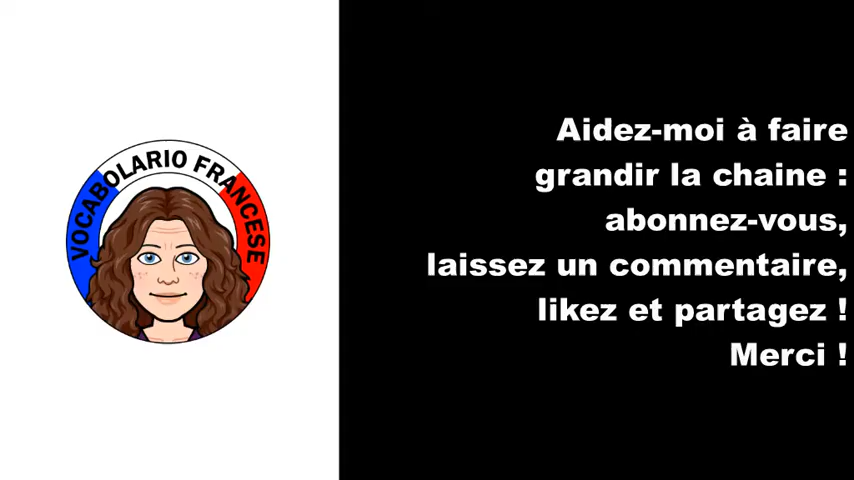 VOCABOLARIO FRANCESE
Aidez-moi à faire
grandir la chaine :
abonnez-vous,
laissez un commentaire,
likez et partagez !
Merci !